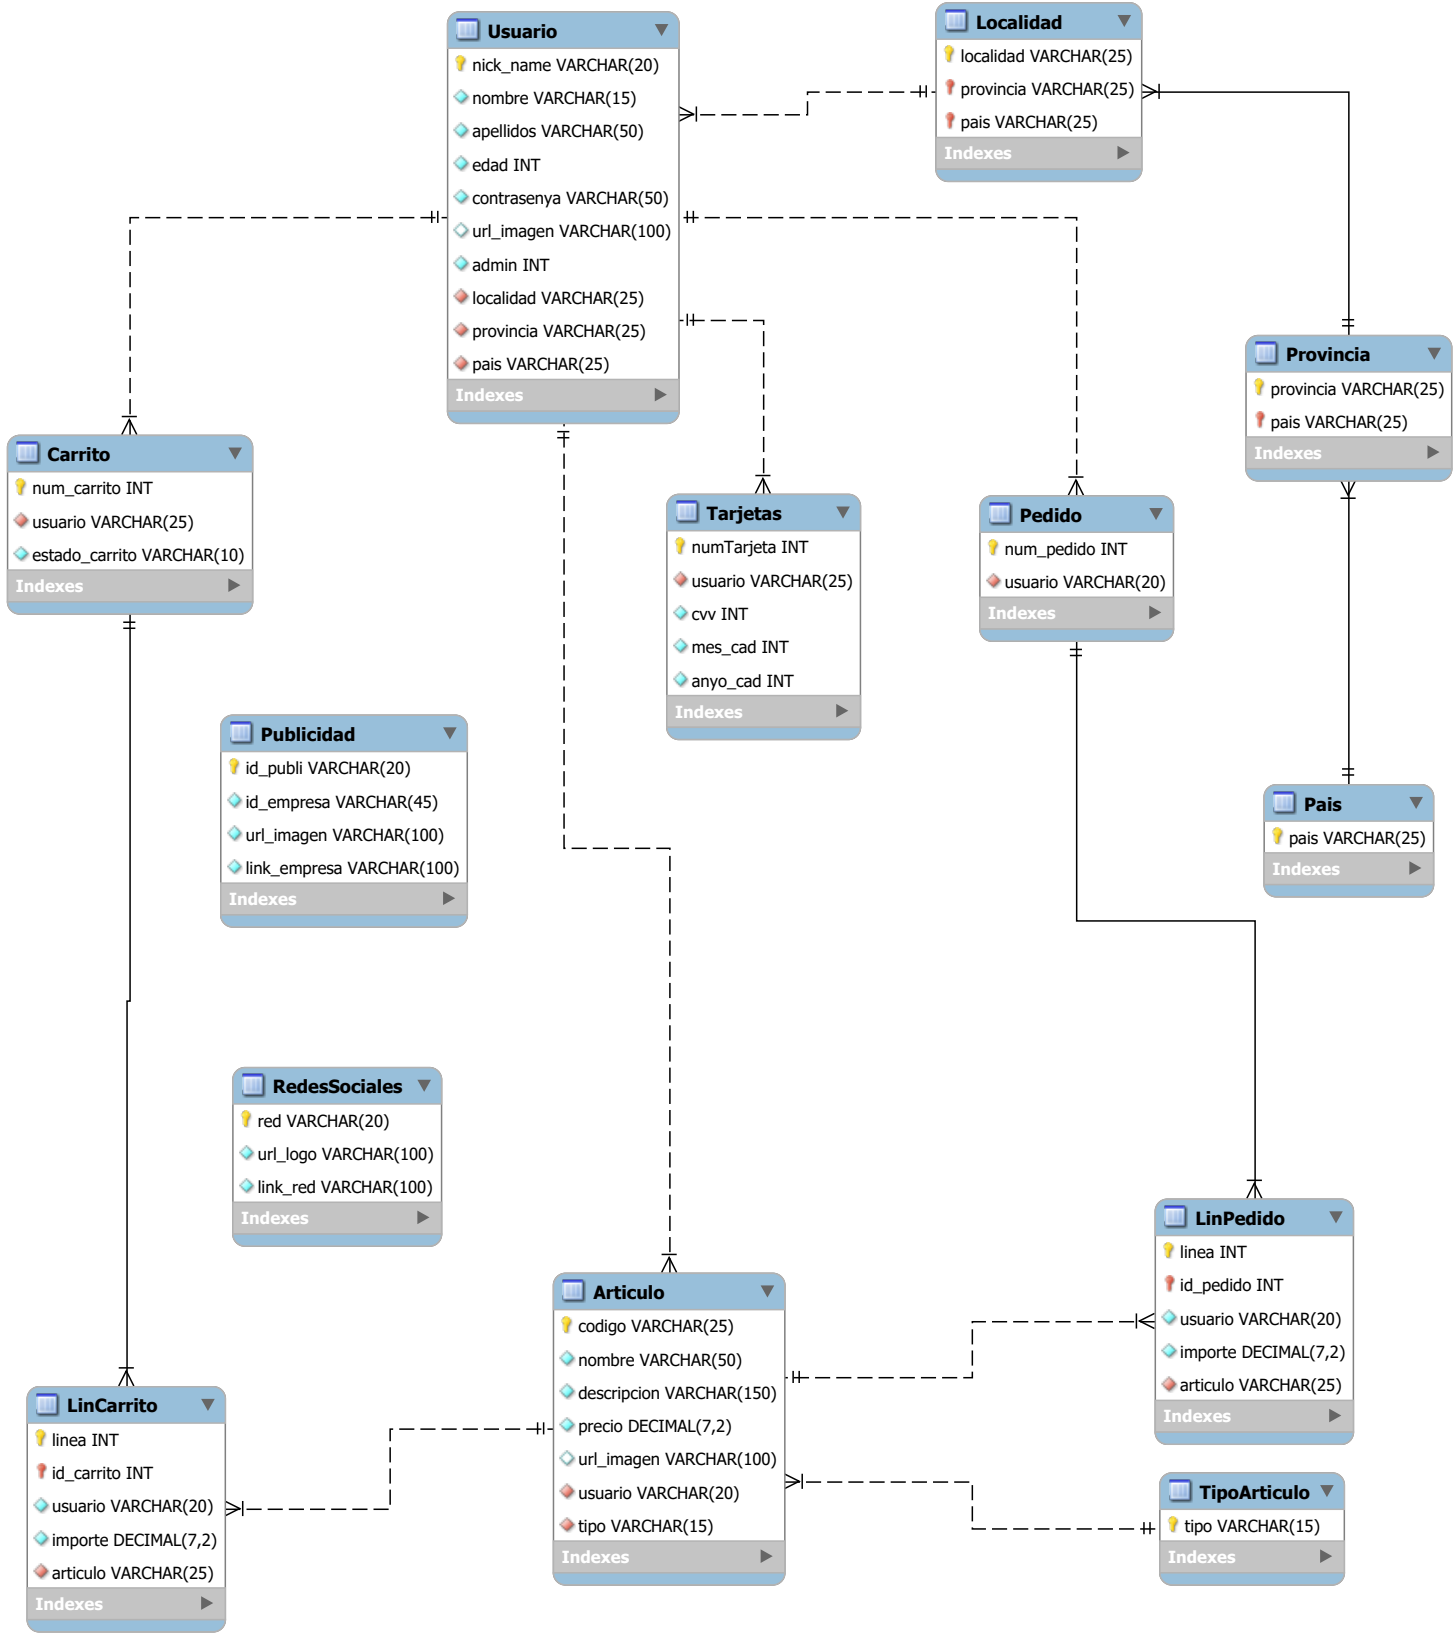 Usuario
nick_name VARCHAR(20)
nombre VARCHAR(15)
apellidos VARCHAR(50)
edad INT
contrasenya VARCHAR(50)
url_imagen VARCHAR(100)
admin INT
localidad VARCHAR(25)
provincia VARCHAR(25)
pais VARCHAR(25)
Indexes
Localidad
localidad VARCHAR(25)
provincia VARCHAR(25)
pais VARCHAR(25)
Indexes
Provincia
provincia VARCHAR(25)
pais VARCHAR(25)
Indexes
Carrito
num_carrito INT
usuario VARCHAR(25)
estado_carrito VARCHAR(10)
Indexes
Tarjetas
numTarjeta INT
usuario VARCHAR(25)
cvv INT
mes_cad INT
anyo_cad INT
Indexes
Pedido
num_pedido INT
usuario VARCHAR(20)
Indexes
Publicidad
id_publi VARCHAR(20)
id_empresa VARCHAR(45)
url_imagen VARCHAR(100)
link_empresa VARCHAR(100)
Indexes
Pais
pais VARCHAR(25)
Indexes
RedesSociales
red VARCHAR(20)
url_logo VARCHAR(100)
link_red VARCHAR(100)
Indexes
LinPedido
linea INT
id_pedido INT
usuario VARCHAR(20)
importe DECIMAL(7,2)
articulo VARCHAR(25)
Indexes
Articulo
codigo VARCHAR(25)
nombre VARCHAR(50)
descripcion VARCHAR(150)
precio DECIMAL(7,2)
url_imagen VARCHAR(100)
usuario VARCHAR(20)
tipo VARCHAR(15)
Indexes
LinCarrito
linea INT
id_carrito INT
usuario VARCHAR(20)
importe DECIMAL(7,2)
articulo VARCHAR(25)
Indexes
TipoArticulo
tipo VARCHAR(15)
Indexes